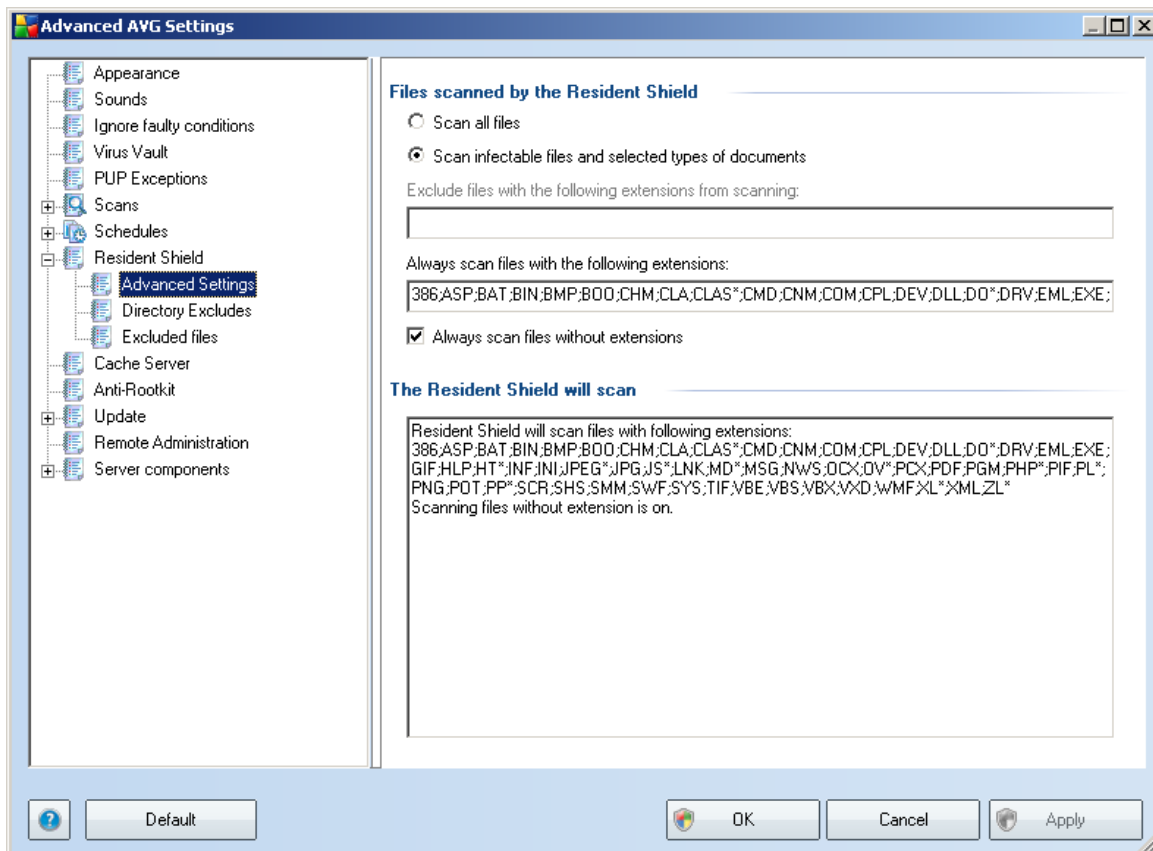 Advanced AVG Settings
Appearance
Sounds
Ignore faulty conditions
Virus Vault
PUP Exceptions
Scans
Schedules
Resident Shield
Advanced Settings
Directory Excludes
Excluded files
Cache Server
Anti-Rootkit
Update
Remote Administration
Server components
Files scanned by the Resident Shield
Scan all files
Scan infectable files and selected types of documents
Exclude files with the following extensions from scanning:
Always scan files with the following extensions:
386;ASP;BAT;BIN;BMP;BOO;CHM;CLA;CLAS*;CMD;CNM;COM;CPL;DEV;DLL;DO*;DRV;EML;EXE;
Always scan files without extensions
The Resident Shield will scan
Resident Shield will scan files with following extensions:
386;ASP;BAT;BIN;BMP;BOO;CHM;CLA;CLAS*;CMD;CNM;COM;CPL;DEV;DLL;DO*;DRV;EML;EXE;
GIF;HLP;HT*;INF;INI;JPEG*;JPG;JS*;LNK;MD*;MSG;NWS;OCX;OV*;PCX;PDF;PGM;PHP*;PIF;PL*;
PNG;POT;PP*;SCR;SHS;SMM;SWF;SYS;TIF;VBE;VBS;VBX;VXD;WMF;XL*;XML;ZL*
Scanning files without extension is on.
Default
OK
Cancel
Apply